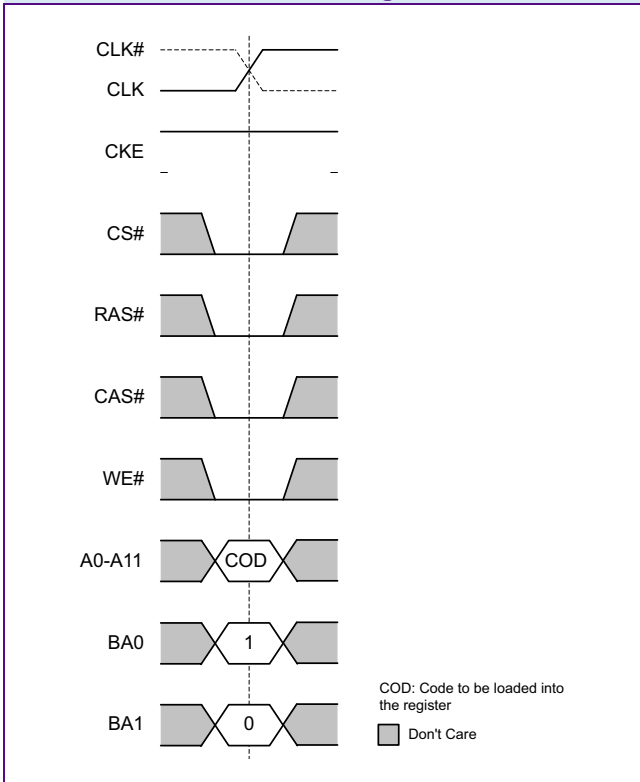 CLK#
CLK
CKE
CS#
RAS#
CAS#
WE#
A0-A11 COD
BA0 1
BA1 0
COD: Code to be loaded into
the register
Don't Care